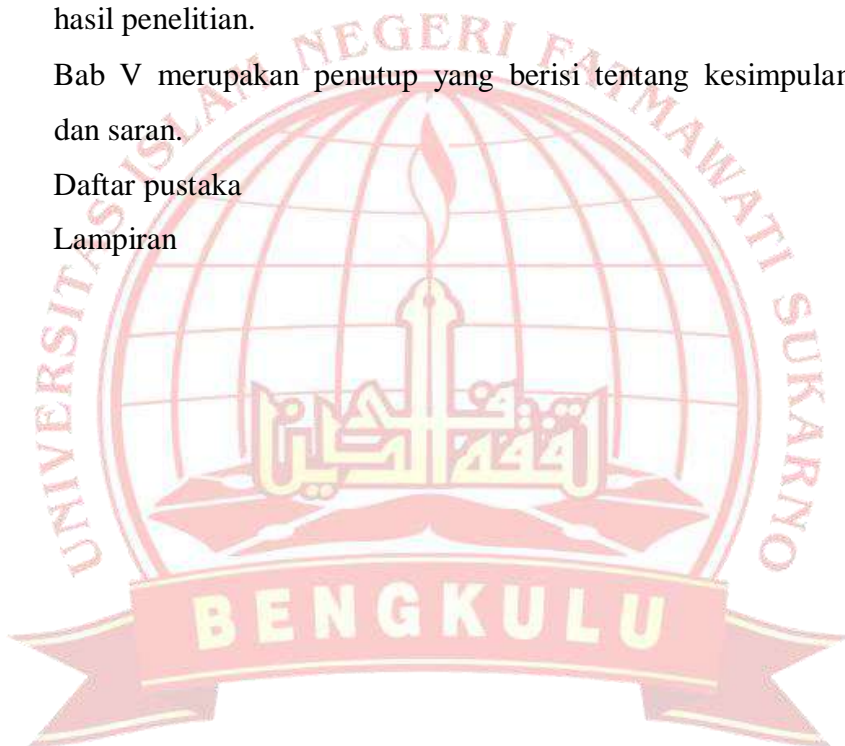 hasil penelitian.
Bab V merupakan penutup yang berisi tentang kesimpulan
dan saran.
Daftar pustaka
Lampiran
UNIVERSITAS ISLAM NEGERI FATMAWATI SUKARNO
BENGKULU